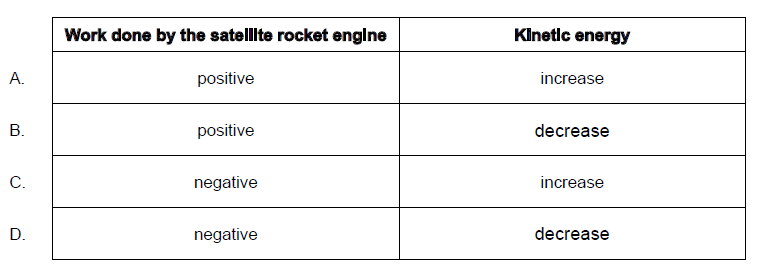 Work done by the satellite rocket engine Kinetic energy
A. positive increase
B. positive decrease
C. negative increase
D. negative decrease